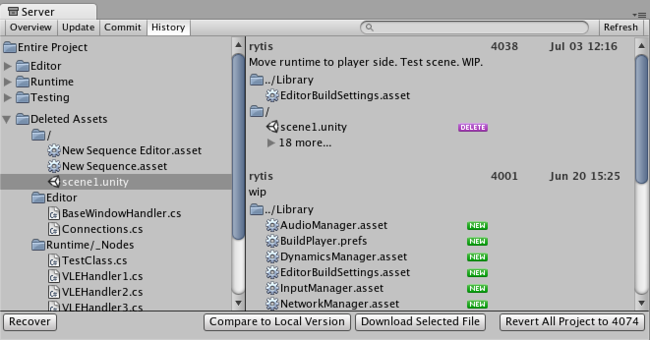 Server
Overview Update Commit History Refresh
Entire Project
Editor
Runtime
Testing
Deleted Assets
/
New Sequence Editor.asset
New Sequence.asset
scene1.unity
Editor
BaseWindowHandler.cs
Connections.cs
Runtime/_Nodes
TestClass.cs
VLEHandler1.cs
VLEHandler2.cs
VLEHandler3.cs
rytis 4038 Jul 03 12:16
Move runtime to player side. Test scene. WIP.
../Library
EditorBuildSettings.asset
/
scene1.unity DELETE
18 more...
rytis 4031 Jun 20 15:25
wip
../Library
AudioManager.asset NEW
BuildPlayer.prefs NEW
DynamicsManager.asset NEW
EditorBuildSettings.asset NEW
InputManager.asset NEW
NetworkManager.asset NEW
Recover Compare to Local Version Download Selected File Revert All Project to 4074